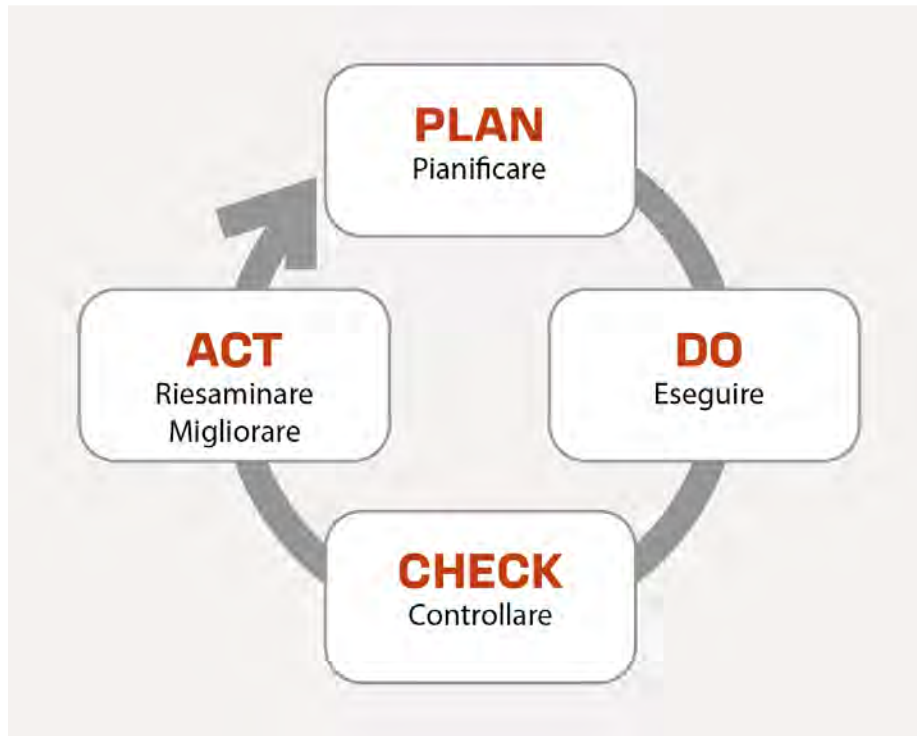 PLAN
Pianificare
DO
Eseguire
CHECK
Controllare
ACT
Riesaminare
Migliorare